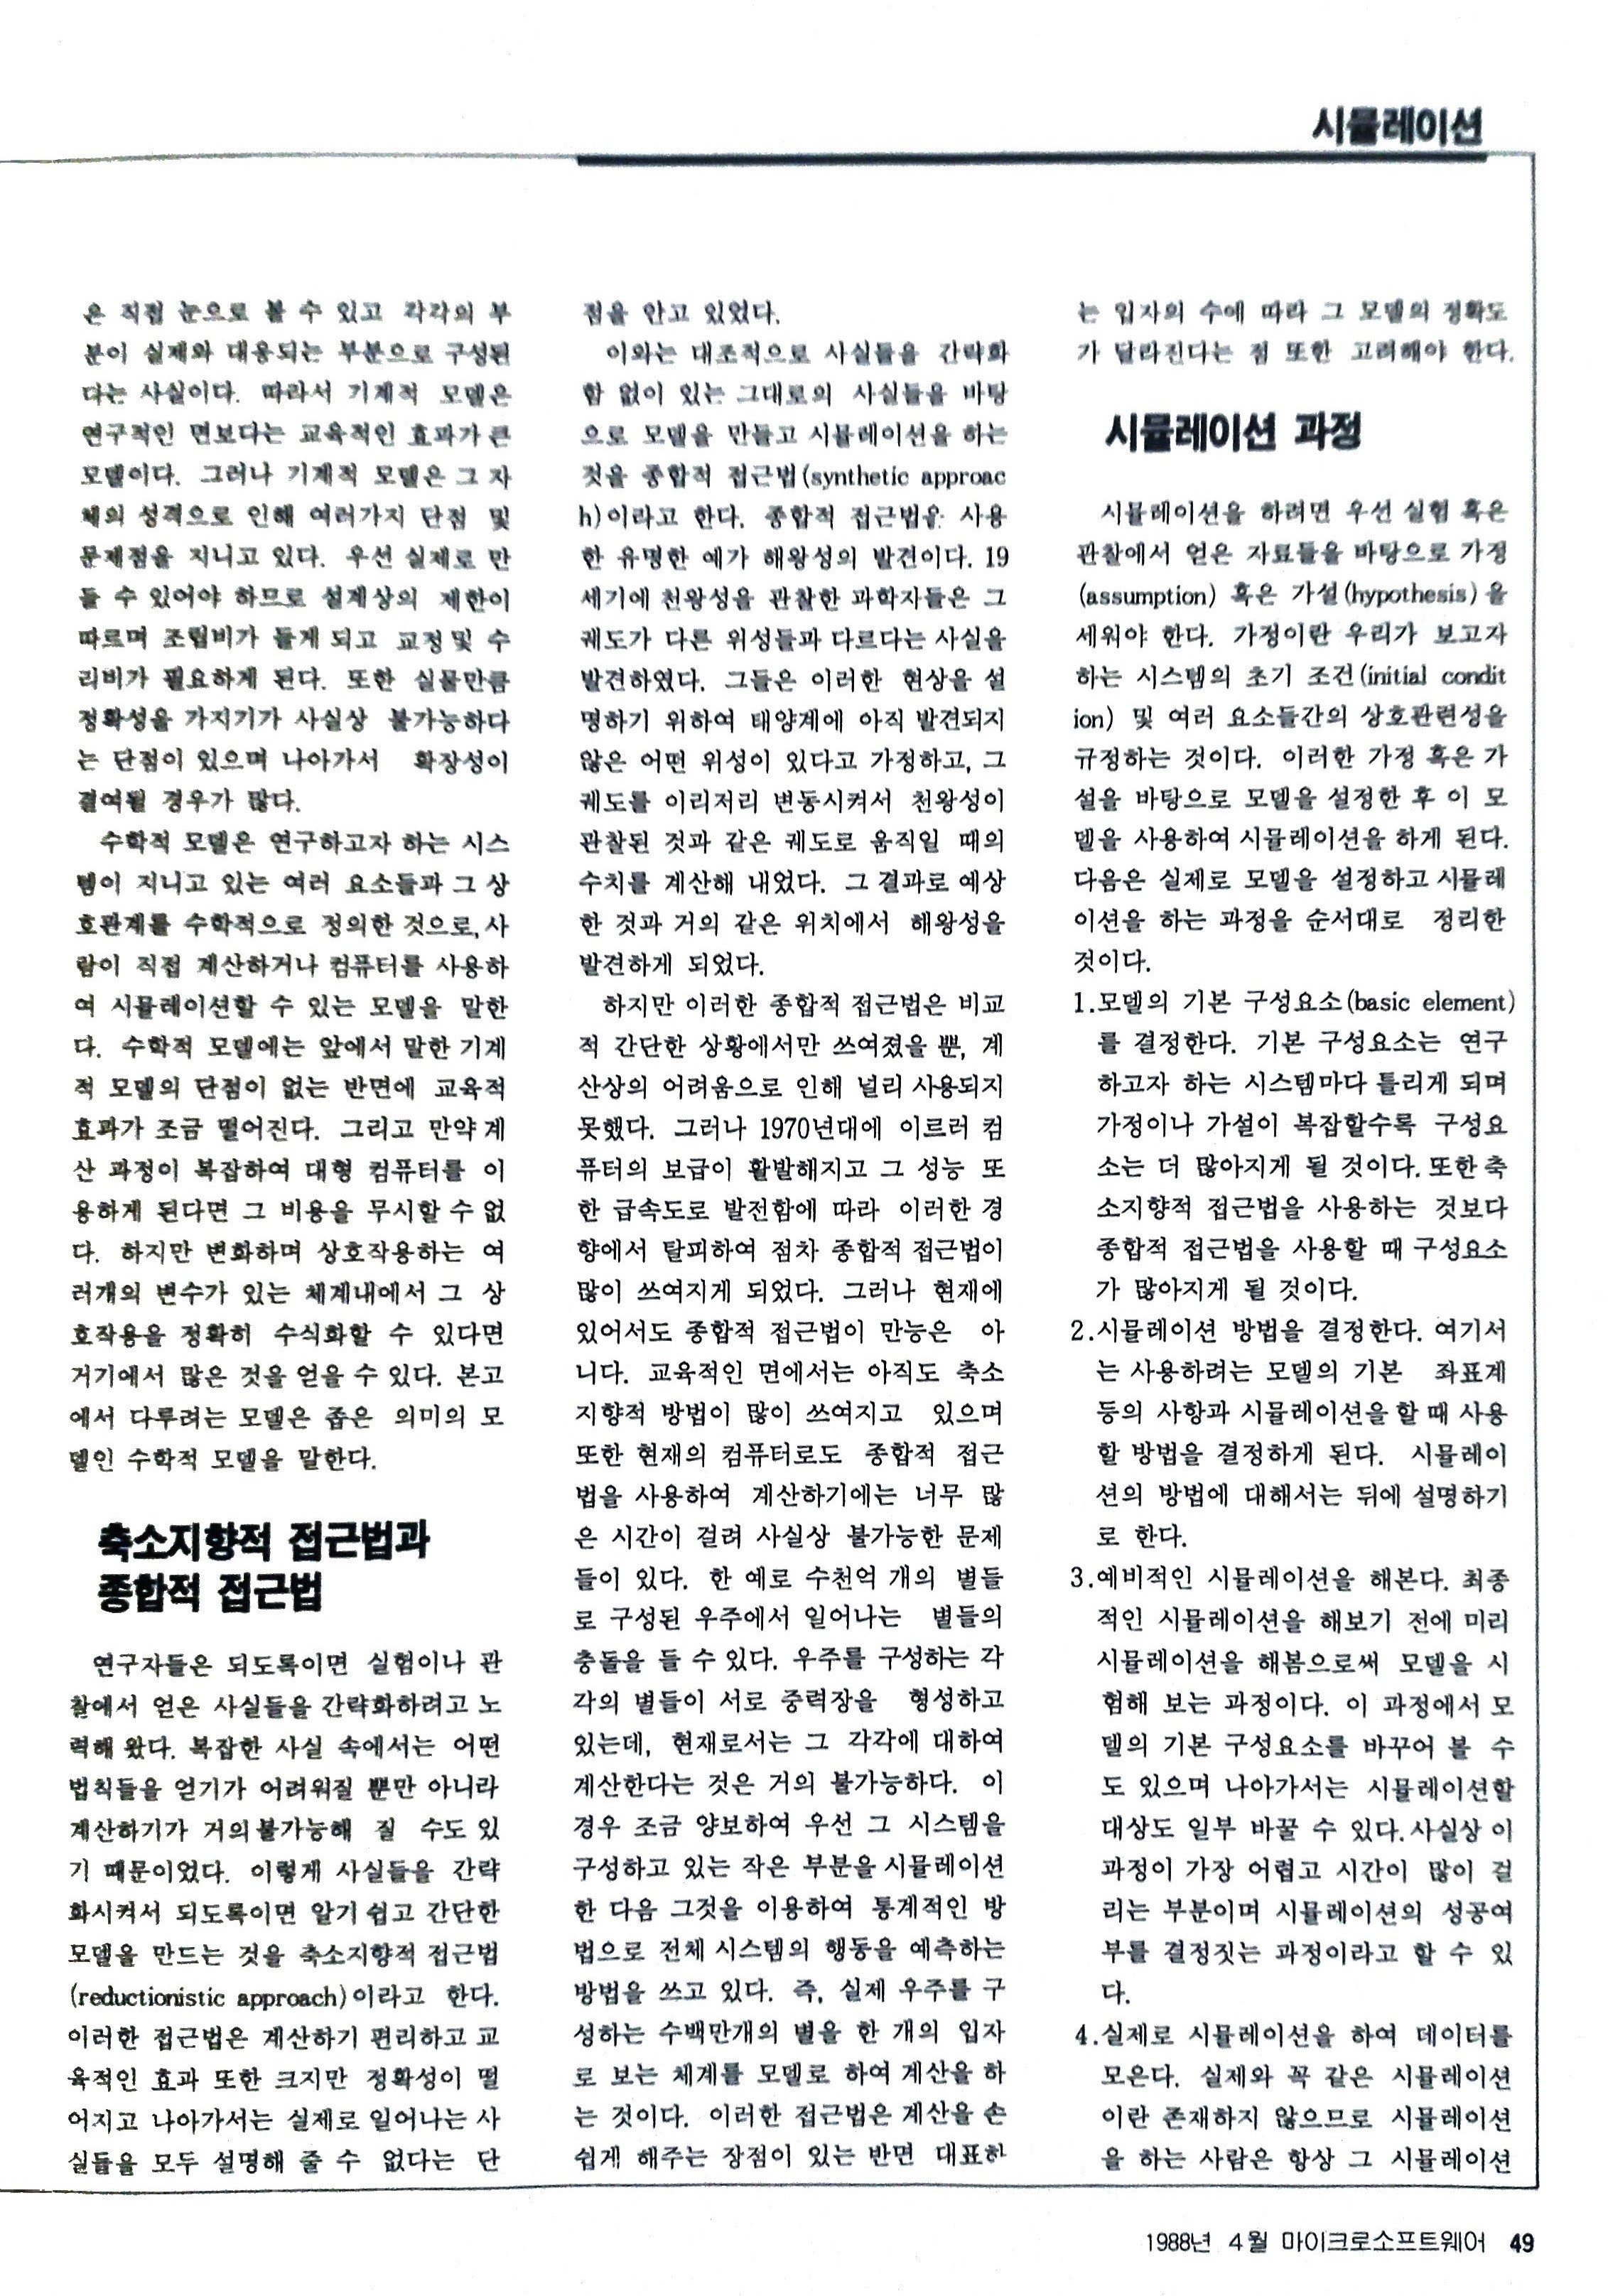 시뮬레이션
은 직접 눈으로 볼 수 있고 각각의 부
분이 실제와 대응되는 부분으로 구성된
다는 사실이다. 따라서 기계적 모델은
연구적인 면보다는 교육적인 효과가 큰
모델이다. 그러나 기계적 모델은 그 자
체의 성격으로 인해 여러가지 단점 및
문제점을 지니고 있다. 우선 실제로 만
들 수 있어야 하므로 설계상의 제한이
따르며 조립비가 들게 되고 교정 및 수
리비가 필요하게 된다. 또한 실물만큼
정확성을 가지기가 사실상 불가능하다
는 단점이 있으며 나아가서 확장성이
결여될 경우가 많다.
수학적 모델은 연구하고자 하는 시스
템이 지니고 있는 여러 요소들과 그 상
호관계를 수학적으로 정의한 것으로, 사
람이 직접 계산하거나 컴퓨터를 사용하
여 시뮬레이션할 수 있는 모델을 말한
다. 수학적 모델에는 앞에서 말한 기계
적 모델의 단점이 없는 반면에 교육적
효과가 조금 떨어진다. 그리고 만약 계
산 과정이 복잡하여 대형 컴퓨터를 이
용하게 된다면 그 비용을 무시할 수 없
다. 하지만 변화하며 상호작용하는 여
러개의 변수가 있는 체계내에서 그 상
호작용을 정확히 수식화할 수 있다면
거기에서 많은 것을 얻을 수 있다. 본고
에서 다루려는 모델은 좁은 의미의 모
델인 수학적 모델을 말한다.
축소지향적 접근법과
종합적 접근법
연구자들은 되도록이면 실험이나 관
찰에서 얻은 사실들을 간략화하려고 노
력해 왔다. 복잡한 사실 속에서는 어떤
법칙들을 얻기가 어려워질 뿐만 아니라
계산하기가 거의 불가능해 질 수도 있
기 때문이었다. 이렇게 사실들을 간략
화시켜서 되도록이면 알기 쉽고 간단한
모델을 만드는 것을 축소지향적 접근법
(reductionistic approach)이라고 한다.
이러한 접근법은 계산하기 편리하고 교
육적인 효과 또한 크지만 정확성이 떨
어지고 나아가서는 실제로 일어나는 사
실들을 모두 설명해 줄 수 없다는 단
점을 안고 있었다.
이와는 대조적으로 사실들을 간략화
함 없이 있는 그대로의 사실들을 바탕
으로 모델을 만들고 시뮬레이션을 하는
것을 종합적 접근법(synthetic approac
h)이라고 한다. 종합적 접근법을 사용
한 유명한 예가 해왕성의 발견이다. 19
세기에 천왕성을 관찰한 과학자들은 그
궤도가 다른 위성들과 다르다는 사실을
발견하였다. 그들은 이러한 현상을 설
명하기 위하여 태양계에 아직 발견되지
않은 어떤 위성이 있다고 가정하고, 그
궤도를 이리저리 변동시켜서 천왕성이
관찰된 것과 같은 궤도로 움직일 때의
수치를 계산해 내었다. 그 결과로 예상
한 것과 거의 같은 위치에서 해왕성을
발견하게 되었다.
하지만 이러한 종합적 접근법은 비교
적 간단한 상황에서만 쓰여졌을 뿐, 계
산상의 어려움으로 인해 널리 사용되지
못했다. 그러나 1970년대에 이르러 컴
퓨터의 보급이 활발해지고 그 성능 또
한 급속도로 발전함에 따라 이러한 경
향에서 탈피하여 점차 종합적 접근법이
많이 쓰여지게 되었다. 그러나 현재에
있어서도 종합적 접근법이 만능은 아
니다. 교육적인 면에서는 아직도 축소
지향적 방법이 많이 쓰여지고 있으며
또한 현재의 컴퓨터로도 종합적 접근
법을 사용하여 계산하기에는 너무 많
은 시간이 걸려 사실상 불가능한 문제
들이 있다. 한 예로 수천억 개의 별들
로 구성된 우주에서 일어나는 별들의
충돌을 들 수 있다. 우주를 구성하는 각
각의 별들이 서로 중력장을 형성하고
있는데, 현재로서는 그 각각에 대하여
계산한다는 것은 거의 불가능하다. 이
경우 조금 양보하여 우선 그 시스템을
구성하고 있는 작은 부분을 시뮬레이션
한 다음 그것을 이용하여 통계적인 방
법으로 전체 시스템의 행동을 예측하는
방법을 쓰고 있다. 즉, 실제 우주를 구
성하는 수백만개의 별을 한 개의 입자
로 보는 체계를 모델로 하여 계산을 하
는 것이다. 이러한 접근법은 계산을 손
쉽게 해주는 장점이 있는 반면 대표하
는 입자의 수에 따라 그 모델의 정확도
가 달라진다는 점 또한 고려해야 한다.
시뮬레이션 과정
시뮬레이션을 하려면 우선 실험 혹은
관찰에서 얻은 자료들을 바탕으로 가정
(assumption) 혹은 가설(hypothesis)을
세워야 한다. 가정이란 우리가 보고자
하는 시스템의 초기 조건(initial condit
ion) 및 여러 요소들간의 상호관련성을
규정하는 것이다. 이러한 가정 혹은 가
설을 바탕으로 모델을 설정한 후 이 모
델을 사용하여 시뮬레이션을 하게 된다.
다음은 실제로 모델을 설정하고 시뮬레
이션을 하는 과정을 순서대로 정리한
것이다.
1.모델의 기본 구성요소(basic element)
를 결정한다. 기본 구성요소는 연구
하고자 하는 시스템마다 틀리게 되며
가정이나 가설이 복잡할수록 구성요
소는 더 많아지게 될 것이다. 또한 축
소지향적 접근법을 사용하는 것보다
종합적 접근법을 사용할 때 구성요소
가 많아지게 될 것이다.
2.시뮬레이션 방법을 결정한다. 여기서
는 사용하려는 모델의 기본 좌표계
등의 사항과 시뮬레이션을 할 때 사용
할 방법을 결정하게 된다. 시뮬레이
션의 방법에 대해서는 뒤에 설명하기
로 한다.
3.예비적인 시뮬레이션을 해본다. 최종
적인 시뮬레이션을 해보기 전에 미리
시뮬레이션을 해봄으로써 모델을 시
험해 보는 과정이다. 이 과정에서 모
델의 기본 구성요소를 바꾸어 볼 수
도 있으며 나아가서는 시뮬레이션할
대상도 일부 바꿀 수 있다. 사실상 이
과정이 가장 어렵고 시간이 많이 걸
리는 부분이며 시뮬레이션의 성공여
부를 결정짓는 과정이라고 할 수 있
다.
4.실제로 시뮬레이션을 하여 데이터를
모은다. 실제와 꼭 같은 시뮬레이션
이란 존재하지 않으므로 시뮬레이션
을 하는 사람은 항상 그 시뮬레이션
1988년 4월 마이크로소프트웨어 49